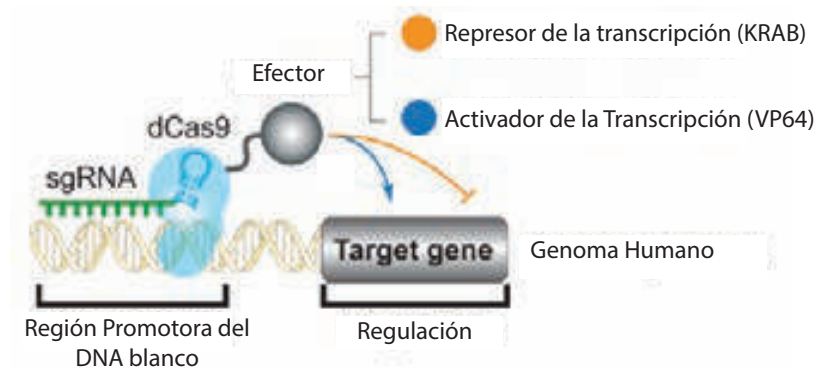 Represor de la transcripción (KRAB)
Efector
dCas9
Activador de la Transcripción (VP64)
sgRNA
Target gene
Genoma Humano
Región Promotora del
DNA blanco
Regulación